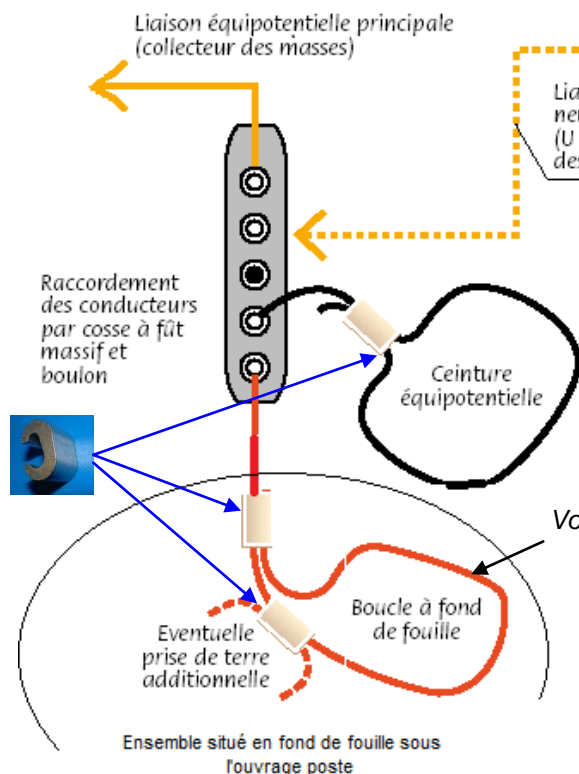 Liaison équipotentielle principale
(collecteur des masses)
(U
des
Raccordement
des conducteurs
par cosse à fût
massif et
boulon
Ceinture
équipotentielle
Boucle à fond
de fouille
Eventuelle
prise de terre
additionnelle
Ensemble situé en fond de fouille sous
l'ouvrage poste